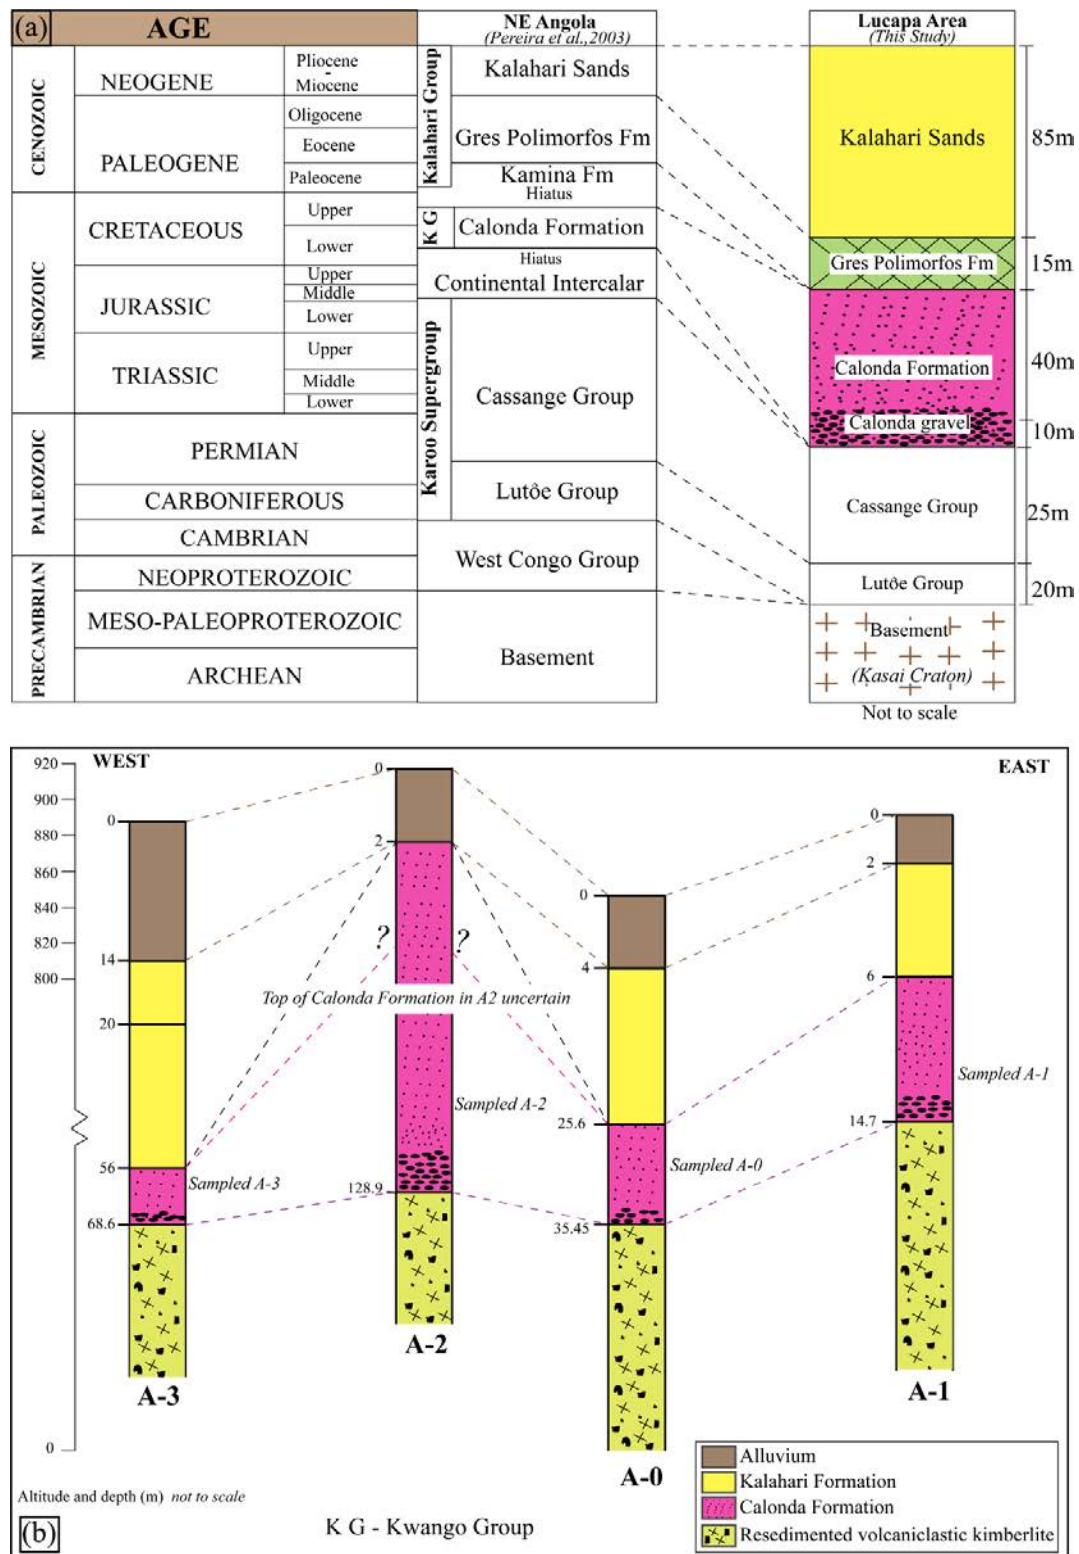 (a)
AGE
NE Angola
(Pereira et al.,2003)
Lucapa Area
(This Study)
CENOZOIC
NEOGENE
Pliocene
-
Miocene
PALEOGENE
Oligocene
Eocene
Paleocene
MESOZOIC
CRETACEOUS
Upper
Lower
JURASSIC
Upper
Middle
Lower
TRIASSIC
Upper
Middle
Lower
PALEOZOIC
PERMIAN
CARBONIFEROUS
CAMBRIAN
PRECAMBRIAN
NEOPROTEROZOIC
MESO-PALEOPROTEROZOIC
ARCHEAN
Kalahari Group
Kalahari Sands
Gres Polimorfos Fm
Kamina Fm
Hiatus
K G
Calonda Formation
Hiatus
Continental Intercalar
Karoo Supergroup
Cassange Group
Lutôe Group
West Congo Group
Basement
Kalahari Sands
85m
Gres Polimorfos Fm
15m
Calonda Formation
40m
Calonda gravel
10m
Cassange Group
25m
Lutôe Group
20m
Basement
(Kasai Craton)
Not to scale
WEST
EAST
920
900
880
860
840
820
800
0
0
14
20
56
68.6
Sampled A-3
A-3
0
2
?
?
Top of Calonda Formation in A2 uncertain
Sampled A-2
128.9
A-2
0
4
25.6
Sampled A-0
35.45
A-0
0
2
6
Sampled A-1
14.7
A-1
Alluvium
Kalahari Formation
Calonda Formation
Resedimented volcaniclastic kimberlite
Altitude and depth (m) not to scale
(b)
K G - Kwango Group